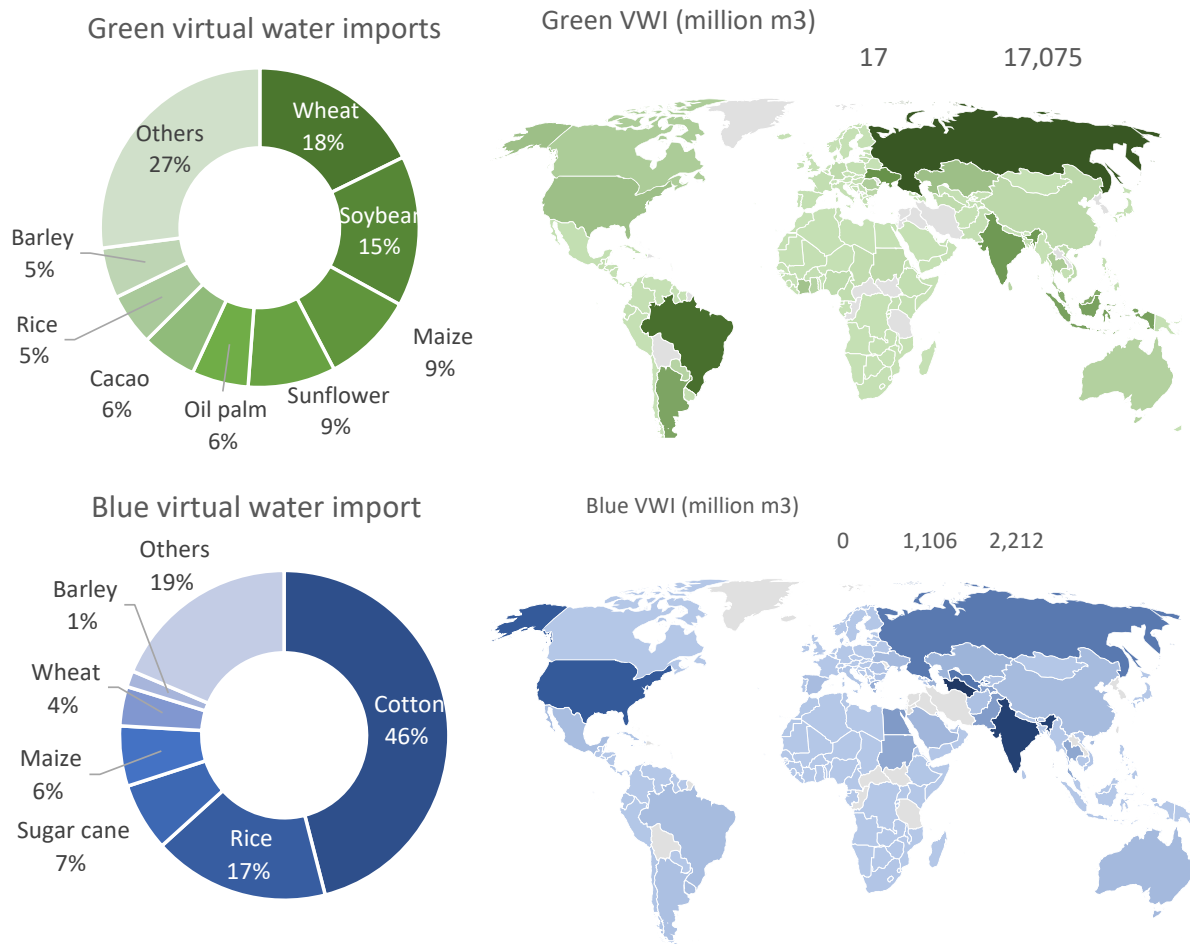 Green virtual water imports
Wheat
18%
Soybean
15%
Maize
9%
Sunflower
9%
Oil palm
6%
Cacao
6%
Rice
5%
Barley
5%
Others
27%
Green VWI (million m3)
17 17,075
Blue virtual water import
Cotton
46%
Rice
17%
Sugar cane
7%
Maize
6%
Wheat
4%
Barley
1%
Others
19%
Blue VWI (million m3)
0 1,106 2,212